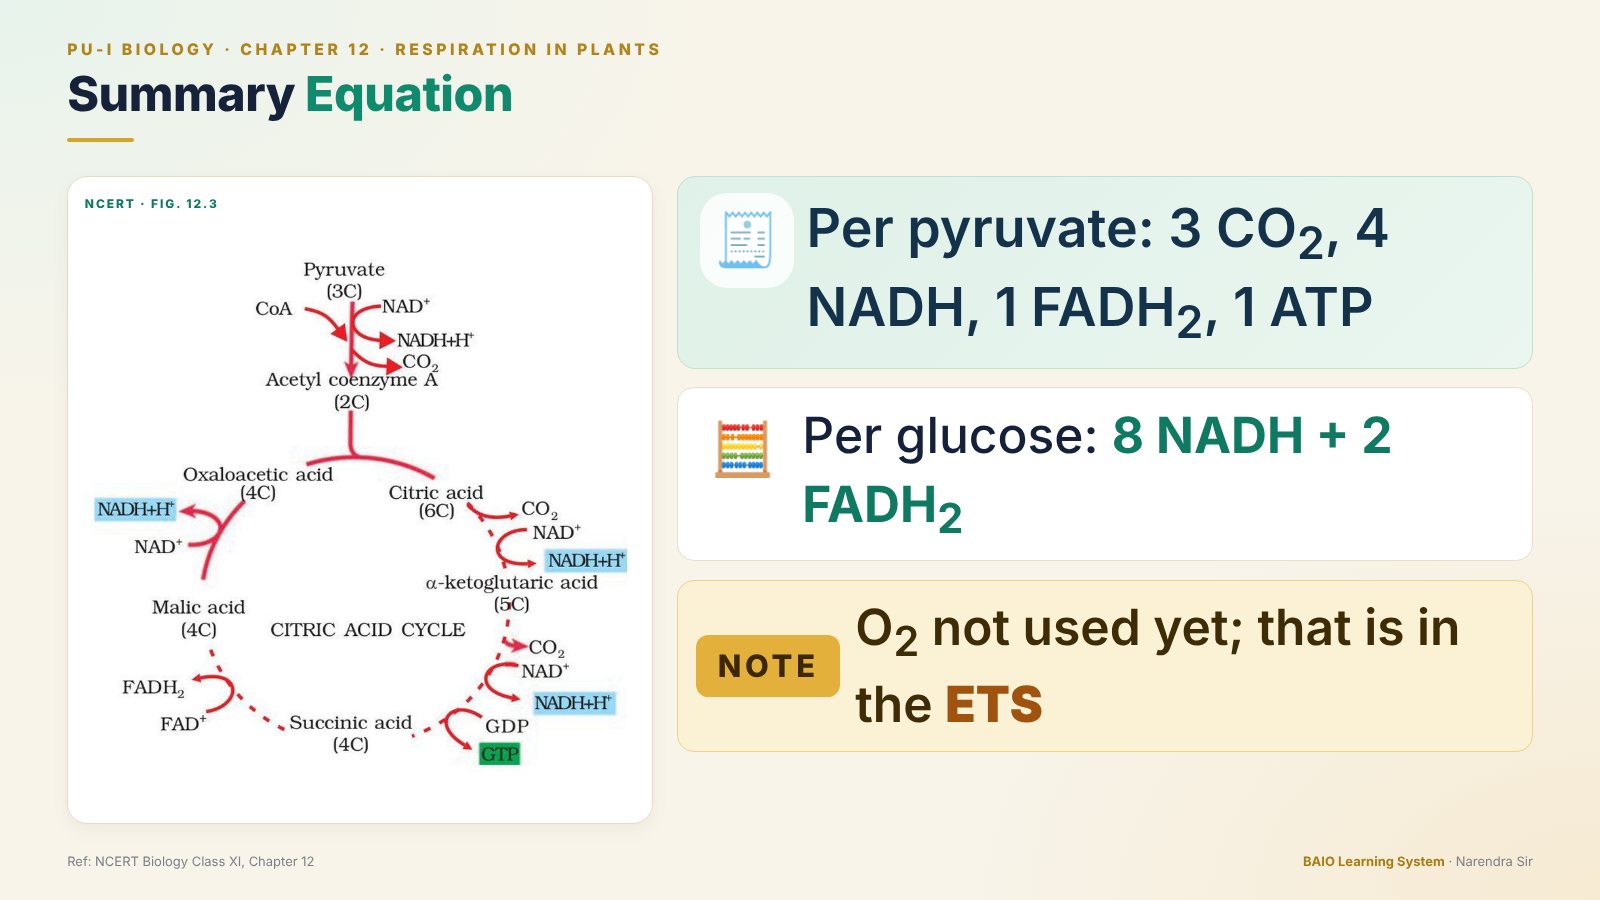 PU-I BIOLOGY · CHAPTER 12 · RESPIRATION IN PLANTS
Summary Equation
NCERT · FIG. 12.3
Pyruvate
(3C)
CoA
NAD⁺
NADH+H⁺
CO₂
Acetyl coenzyme A
(2C)
Oxaloacetic acid
(4C)
Citric acid
(6C)
NADH+H⁺
NAD⁺
CO₂
NAD⁺
NADH+H⁺
α-ketoglutaric acid
(5C)
Malic acid
(4C)
CITRIC ACID CYCLE
CO₂
NAD⁺
NADH+H⁺
FADH₂
FAD⁺
Succinic acid
(4C)
GDP
GTP
Per pyruvate: 3 CO₂, 4
NADH, 1 FADH₂, 1 ATP
Per glucose: 8 NADH + 2
FADH₂
NOTE
O₂ not used yet; that is in
the ETS
Ref: NCERT Biology Class XI, Chapter 12
BAIO Learning System · Narendra Sir